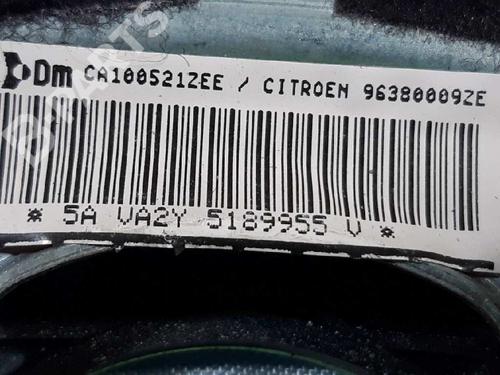 Dm CA100521ZEE / CITROEN 96380009ZE
* 5A VA2Y 5189955 V *